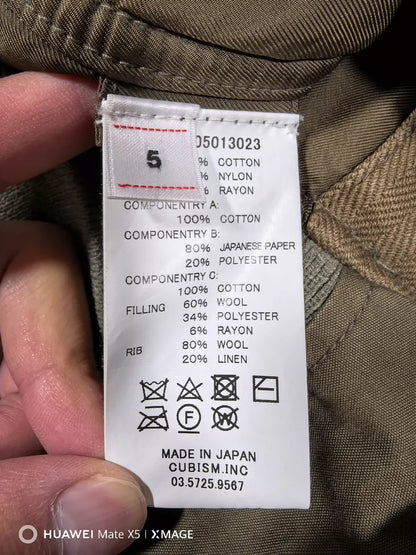 5
05013023
% COTTON
% NYLON
% RAYON
COMPONENTRY A:
100% COTTON
COMPONENTRY B:
80% JAPANESE PAPER
20% POLYESTER
COMPONENTRY C:
100% COTTON
FILLING 60% WOOL
34% POLYESTER
6% RAYON
RIB 80% WOOL
20% LINEN
F
W
MADE IN JAPAN
CUBISM.INC
03.5725.9567
HUAWEI Mate X5 | XMAGE